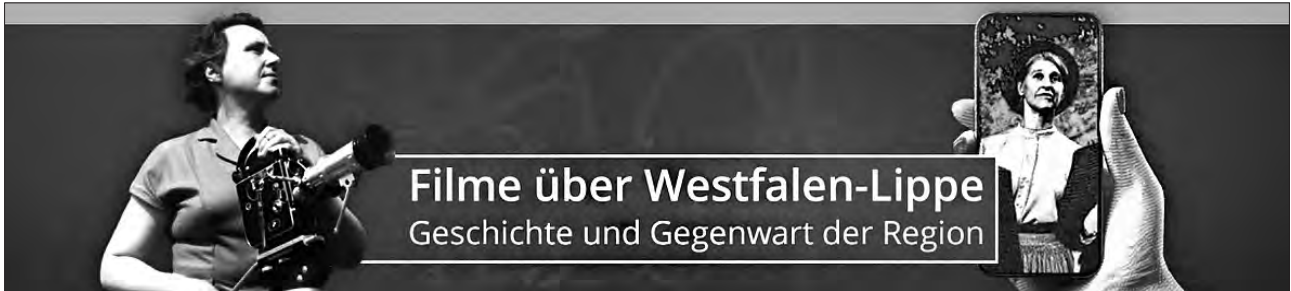 Filme über Westfalen-Lippe
Geschichte und Gegenwart der Region